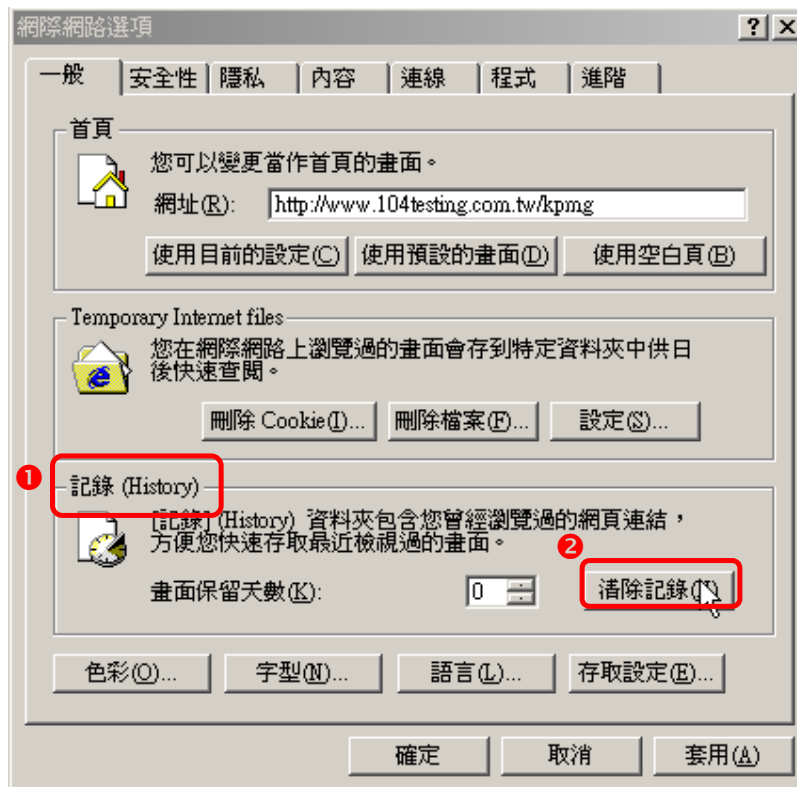 網際網路選項
一般 安全性 隱私 內容 連線 程式 進階
首頁
您可以變更當作首頁的畫面。
網址(R): http://www.104testing.com.tw/kpmg
使用目前的設定(C) 使用預設的畫面(D) 使用空白頁(B)
Temporary Internet files
您在網際網路上瀏覽過的畫面會存到特定資料夾中供日
後快速查閱。
刪除 Cookie(I)... 刪除檔案(F)... 設定(S)...
1
記錄 (History)
[記錄] (History) 資料夾包含您曾經瀏覽過的網頁連結，
方便您快速存取最近檢視過的畫面。
2
畫面保留天數(K): 0 清除記錄
色彩(O)... 字型(N)... 語言(L)... 存取設定(E)...
確定 取消 套用(A)